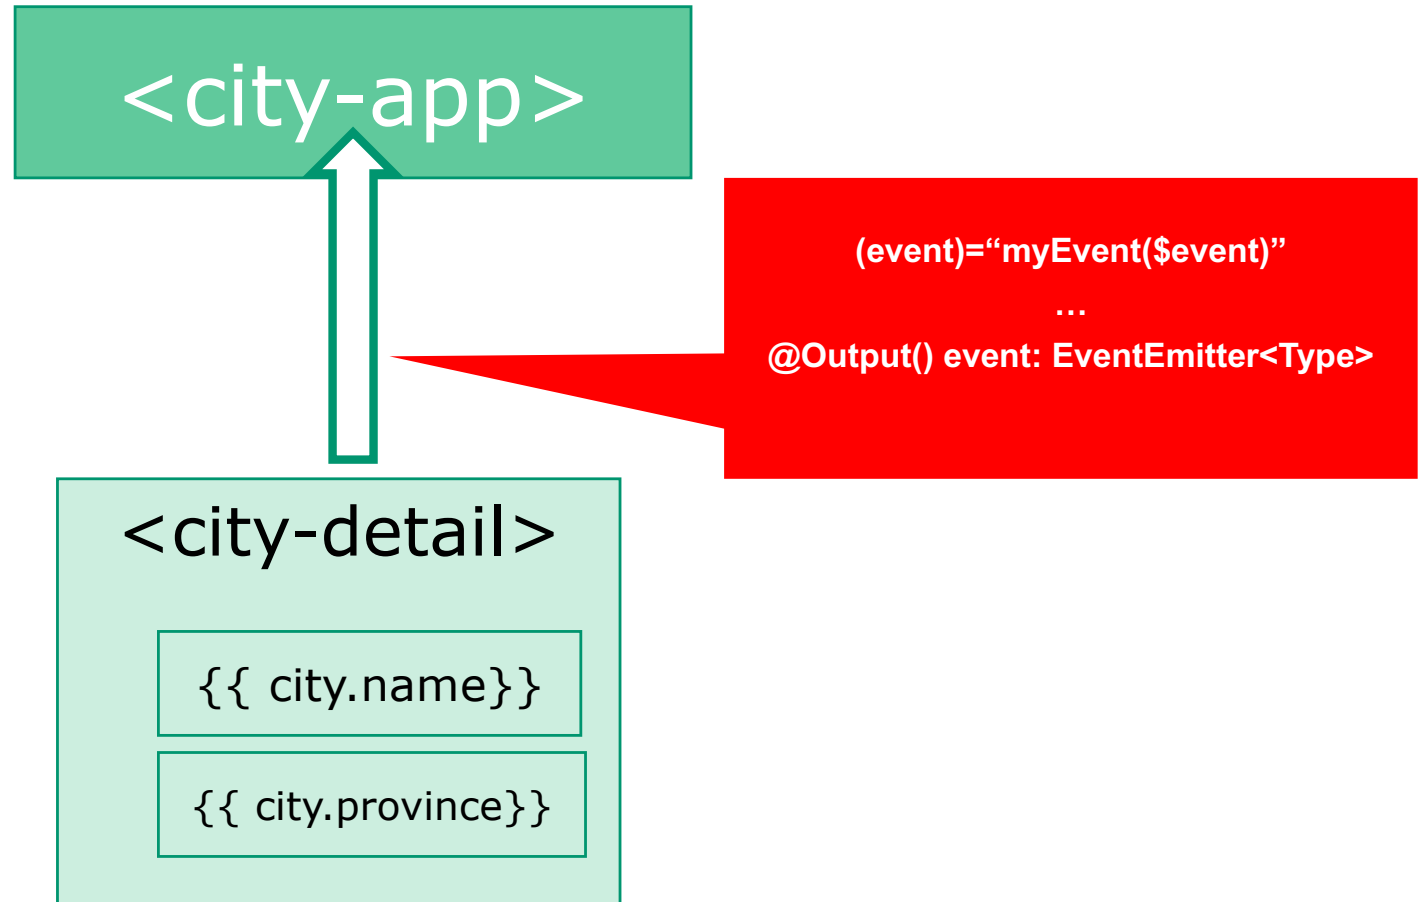 <city-app>
(event)=“myEvent($event)”
…
@Output() event: EventEmitter<Type>
<city-detail>
{{ city.name}}
{{ city.province}}